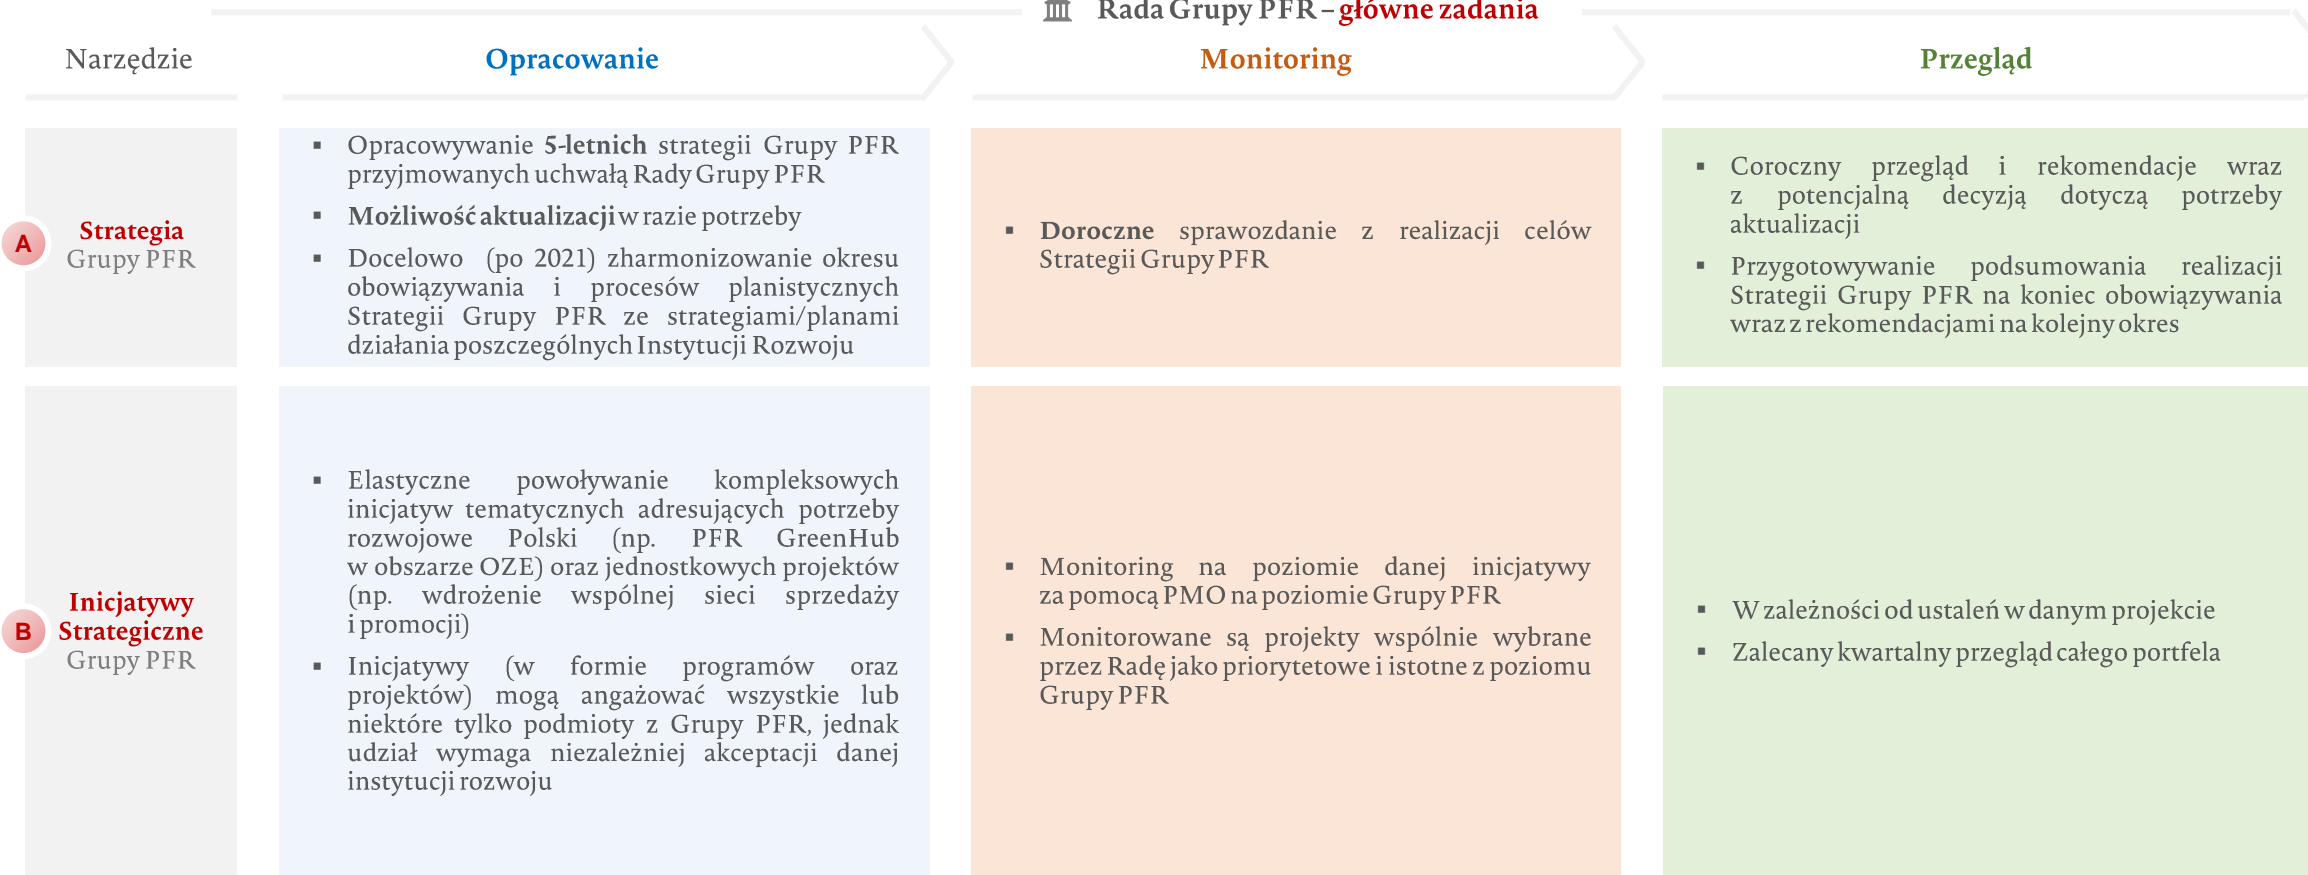 Rada Grupy PFR – główne zadania
Narzędzie
Opracowanie
Monitoring
Przegląd
A
Strategia
Grupy PFR
▪ Opracowywanie 5-letnich strategii Grupy PFR
przyjmowanych uchwałą Rady Grupy PFR
▪ Możliwość aktualizacji w razie potrzeby
▪ Docelowo (po 2021) zharmonizowanie okresu
obowiązywania i procesów planistycznych
Strategii Grupy PFR ze strategiami/planami
działania poszczególnych Instytucji Rozwoju
▪ Doroczne sprawozdanie z realizacji celów
Strategii Grupy PFR
▪ Coroczny przegląd i rekomendacje wraz
z potencjalną decyzją dotyczą potrzeby
aktualizacji
▪ Przygotowywanie podsumowania realizacji
Strategii Grupy PFR na koniec obowiązywania
wraz z rekomendacjami na kolejny okres
B
Inicjatywy
Strategiczne
Grupy PFR
▪ Elastyczne powoływanie kompleksowych
inicjatyw tematycznych adresujących potrzeby
rozwojowe Polski (np. PFR GreenHub
w obszarze OZE) oraz jednostkowych projektów
(np. wdrożenie wspólnej sieci sprzedaży
i promocji)
▪ Inicjatywy (w formie programów oraz
projektów) mogą angażować wszystkie lub
niektóre tylko podmioty z Grupy PFR, jednak
udział wymaga niezależniej akceptacji danej
instytucji rozwoju
▪ Monitoring na poziomie danej inicjatywy
za pomocą PMO na poziomie Grupy PFR
▪ Monitorowane są projekty wspólnie wybrane
przez Radę jako priorytetowe i istotne z poziomu
Grupy PFR
▪ W zależności od ustaleń w danym projekcie
▪ Zalecany kwartalny przegląd całego portfela